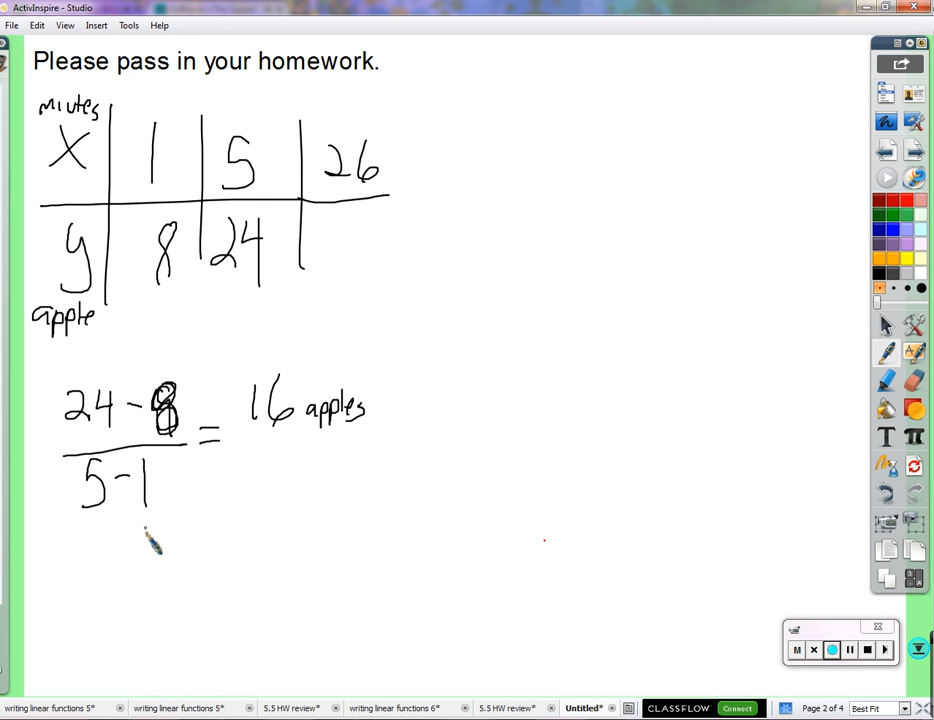 ActivInspire - Studio
File Edit View Insert Tools Help
Please pass in your homework.
miutes
X 1 5 26
y 8 24
apple
24 - 8
5 - 1
= 16 apples
M
writing linear functions 5* writing linear functions 5* 5.5 HW review* writing linear functions 6* 5.5 HW review* Untitled* CLASSFLOW Connect Page 2 of 4 Best Fit